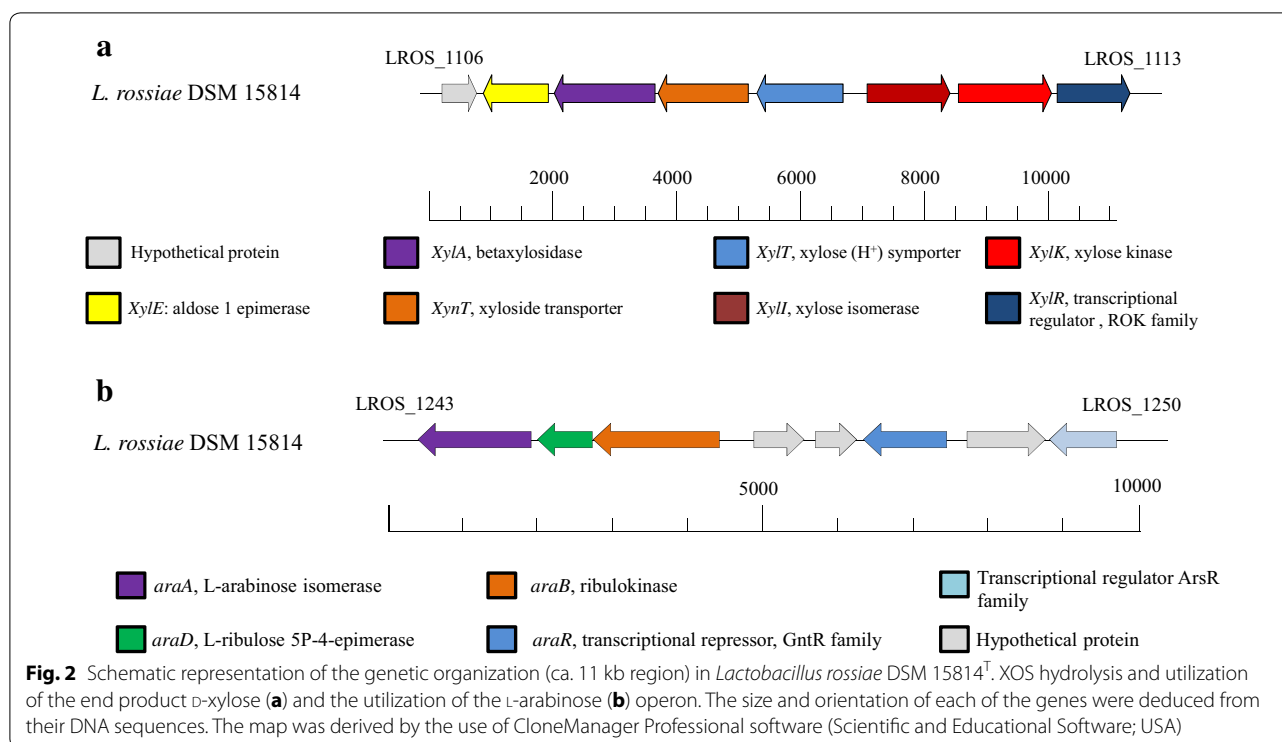 a
LROS_1106
LROS_1113
L. rossiae DSM 15814
2000
4000
6000
8000
10000
Hypothetical protein
XylA, betaxylosidase
XylT, xylose (H+) symporter
XylK, xylose kinase
XylE: aldose 1 epimerase
XynT, xyloside transporter
XylI, xylose isomerase
XylR, transcriptional
regulator , ROK family
b
LROS_1243
LROS_1250
L. rossiae DSM 15814
5000
10000
araA, L-arabinose isomerase
araB, ribulokinase
Transcriptional regulator ArsR
family
araD, L-ribulose 5P-4-epimerase
araR, transcriptional repressor, GntR family
Hypothetical protein
Fig. 2 Schematic representation of the genetic organization (ca. 11 kb region) in Lactobacillus rossiae DSM 15814T. XOS hydrolysis and utilization
of the end product D-xylose (a) and the utilization of the L-arabinose (b) operon. The size and orientation of each of the genes were deduced from
their DNA sequences. The map was derived by the use of CloneManager Professional software (Scientific and Educational Software; USA)